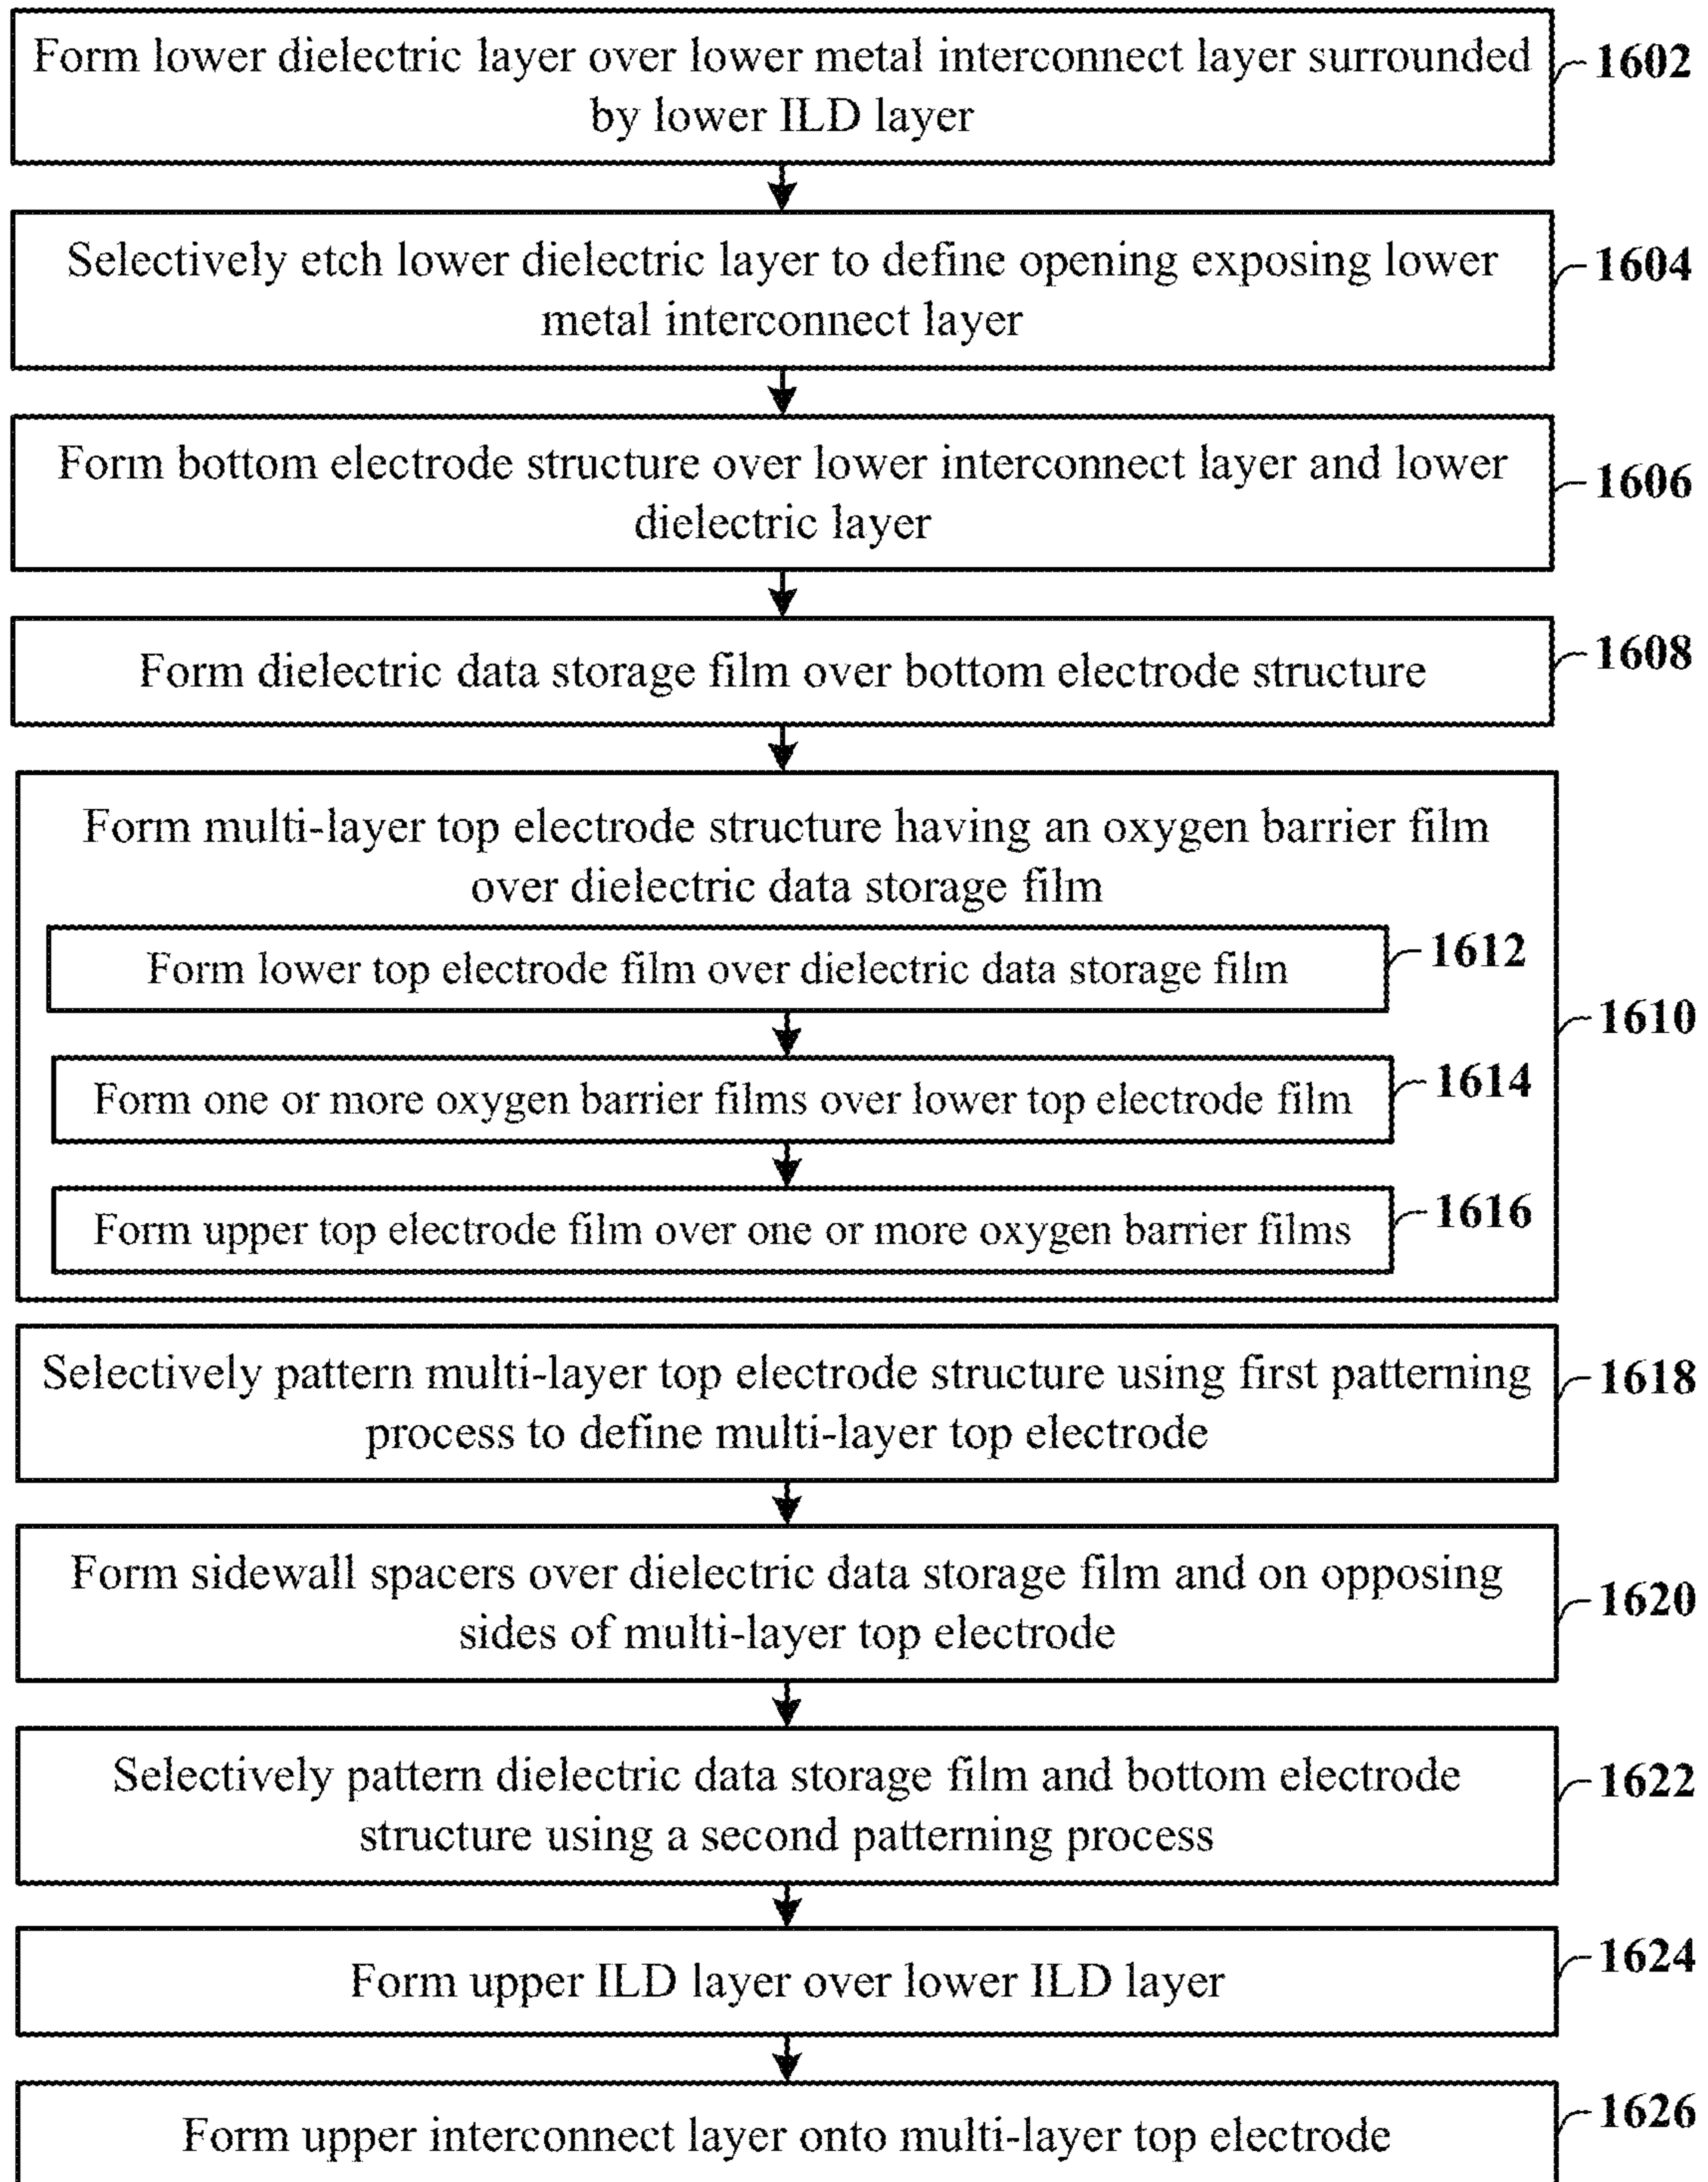 Form lower dielectric layer over lower metal interconnect layer surrounded
by lower ILD layer
1602
Selectively etch lower dielectric layer to define opening exposing lower
metal interconnect layer
1604
Form bottom electrode structure over lower interconnect layer and lower
dielectric layer
1606
Form dielectric data storage film over bottom electrode structure
1608
Form multi-layer top electrode structure having an oxygen barrier film
over dielectric data storage film
1610
Form lower top electrode film over dielectric data storage film
1612
Form one or more oxygen barrier films over lower top electrode film
1614
Form upper top electrode film over one or more oxygen barrier films
1616
Selectively pattern multi-layer top electrode structure using first patterning
process to define multi-layer top electrode
1618
Form sidewall spacers over dielectric data storage film and on opposing
sides of multi-layer top electrode
1620
Selectively pattern dielectric data storage film and bottom electrode
structure using a second patterning process
1622
Form upper ILD layer over lower ILD layer
1624
Form upper interconnect layer onto multi-layer top electrode
1626